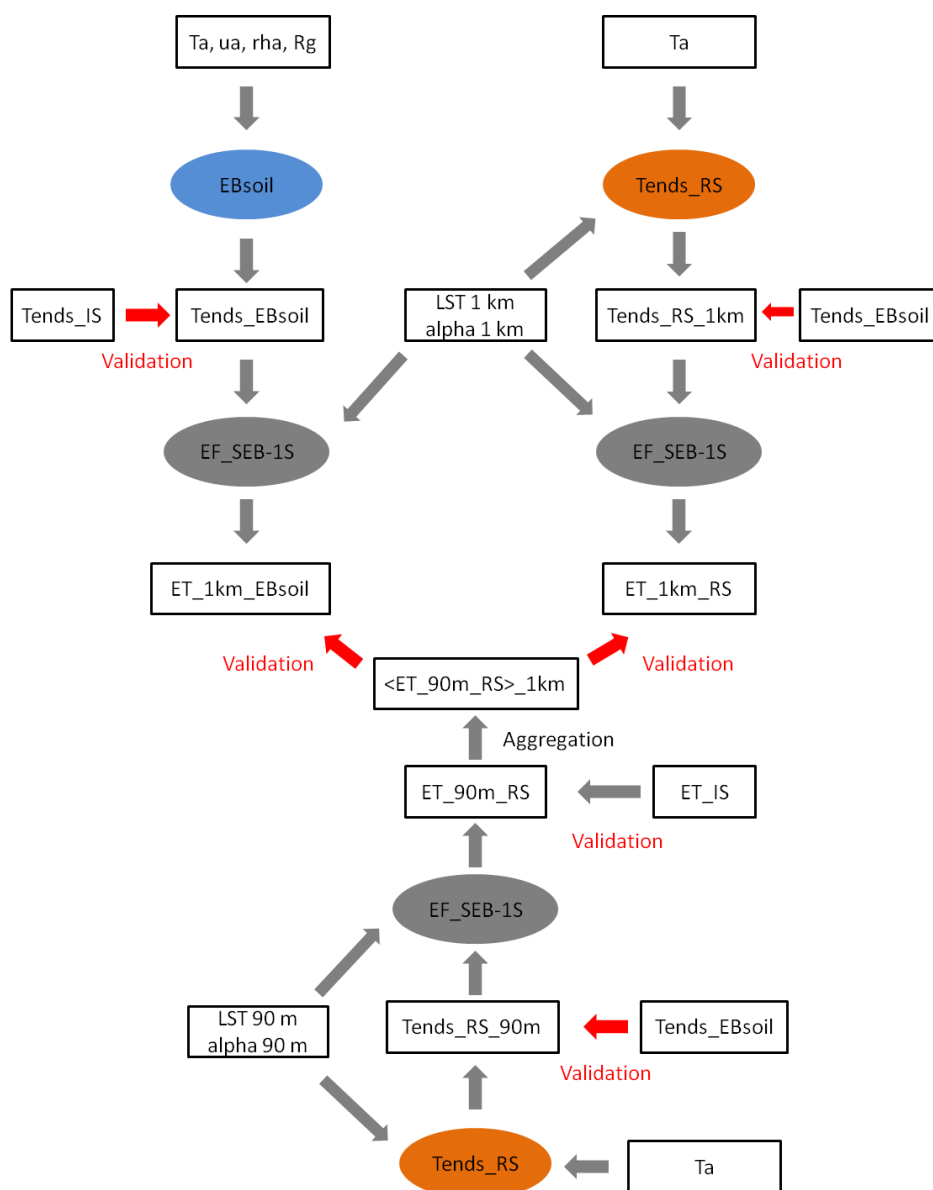 Ta, ua, rha, Rg
Ta
EBsoil
Tends_RS
Tends_IS
Tends_EBsoil
LST 1 km
alpha 1 km
Tends_RS_1km
Tends_EBsoil
Validation
Validation
EF_SEB-1S
EF_SEB-1S
ET_1km_EBsoil
ET_1km_RS
Validation
<ET_90m_RS>_1km
Validation
Aggregation
ET_90m_RS
ET_IS
Validation
EF_SEB-1S
LST 90 m
alpha 90 m
Tends_RS_90m
Tends_EBsoil
Validation
Tends_RS
Ta